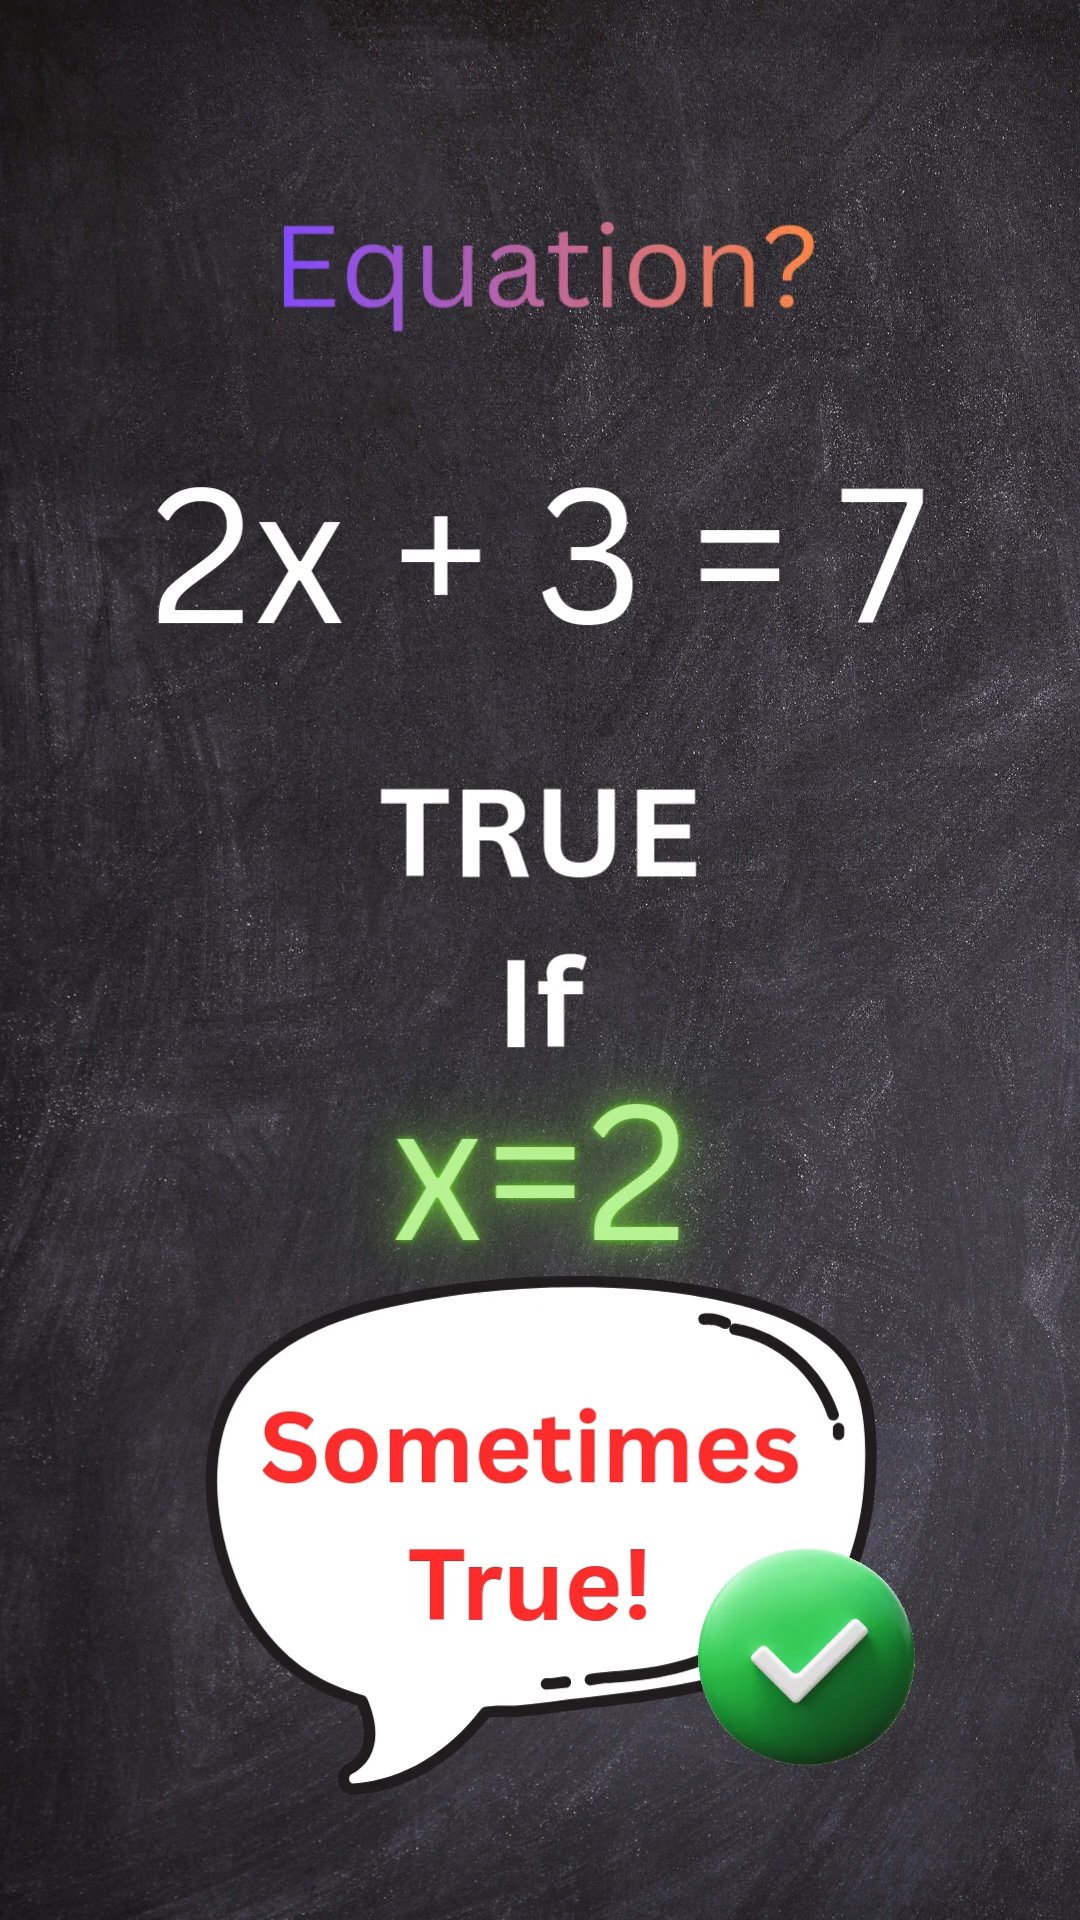 Equation?
2x + 3 = 7
TRUE
If
x=2
Sometimes
True!